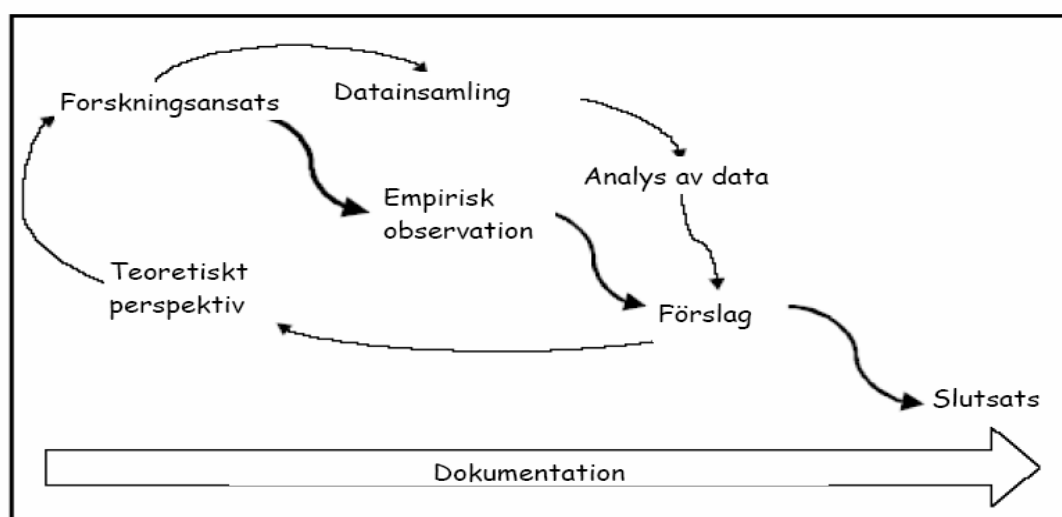 Forskningsansats
Datainsamling
Analys av data
Empirisk
observation
Teoretiskt
perspektiv
Förslag
Slutsats
Dokumentation